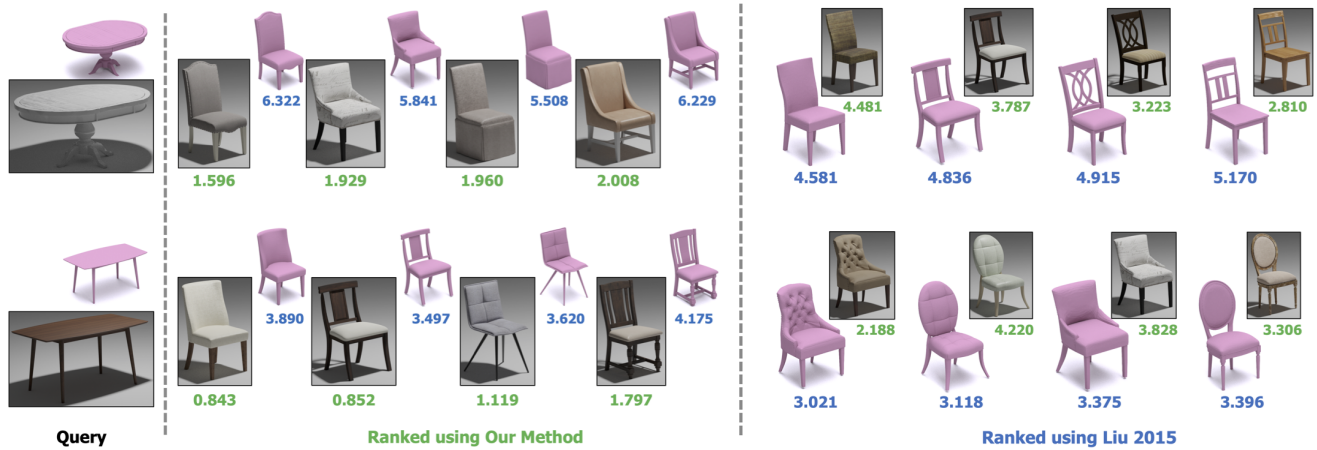 6.322 5.841 5.508 6.229 4.481 3.787 3.223 2.810
1.596 1.929 1.960 2.008 4.581 4.836 4.915 5.170
3.890 3.497 3.620 4.175 2.188 4.220 3.828 3.306
0.843 0.852 1.119 1.797 3.021 3.118 3.375 3.396
Query Ranked using Our Method Ranked using Liu 2015